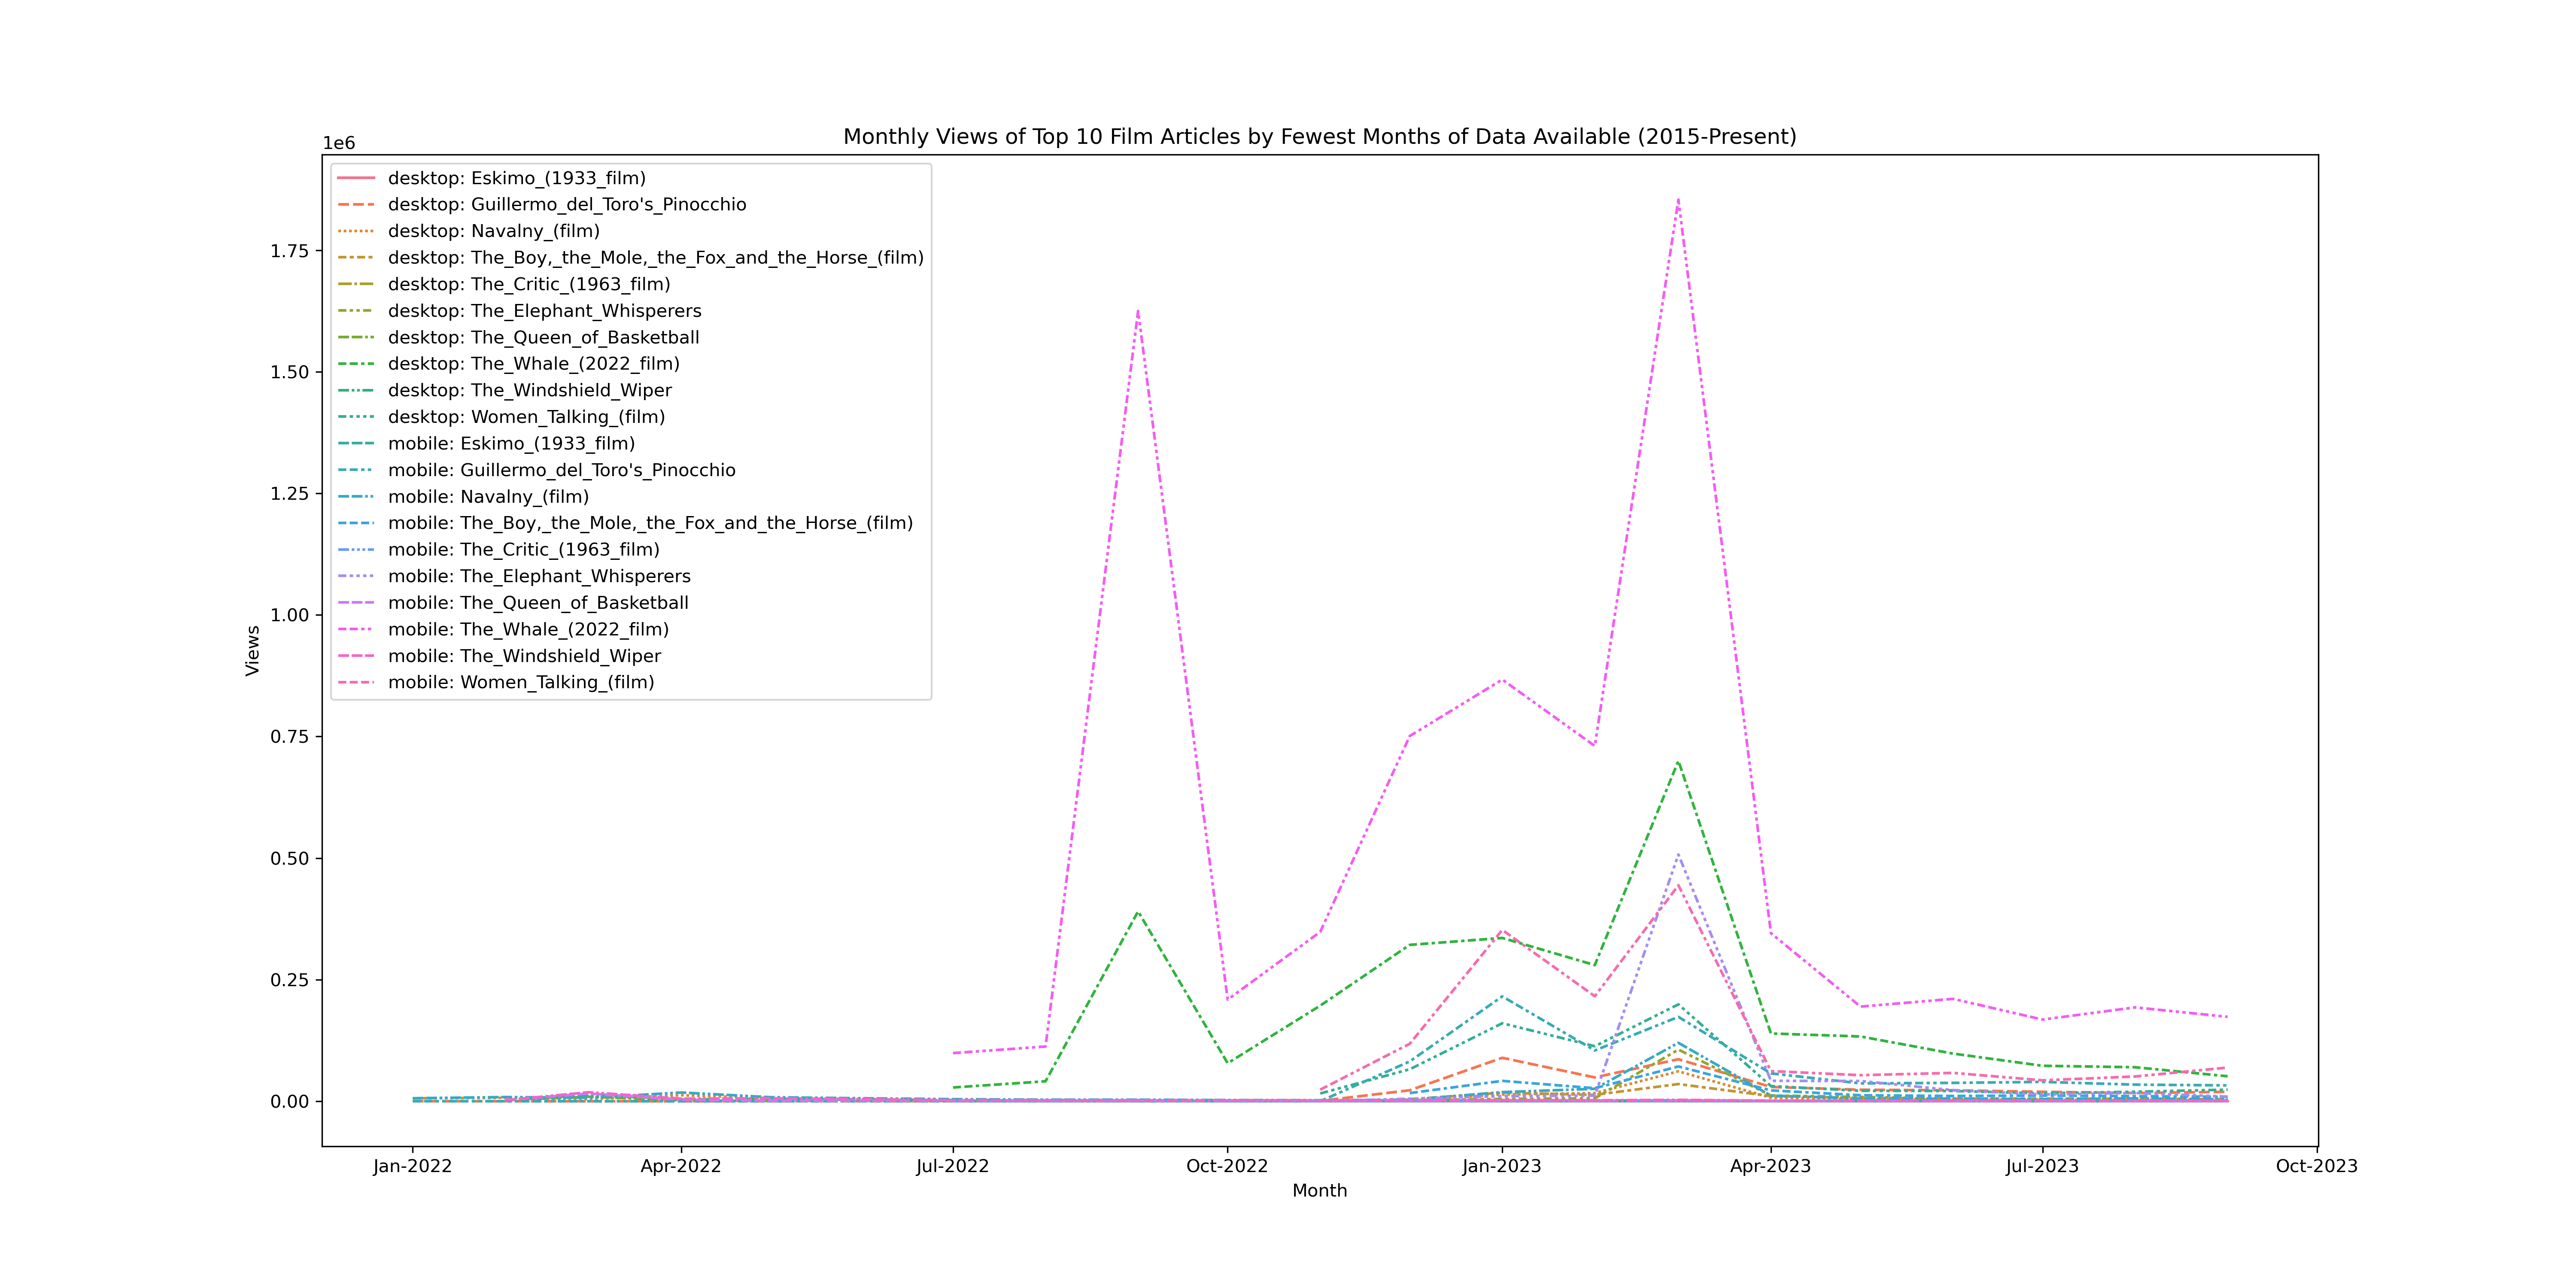 Monthly Views of Top 10 Film Articles by Fewest Months of Data Available (2015-Present)
1e6
desktop: Eskimo_(1933_film)
desktop: Guillermo_del_Toro's_Pinocchio
desktop: Navalny_(film)
desktop: The_Boy,_the_Mole,_the_Fox_and_the_Horse_(film)
desktop: The_Critic_(1963_film)
desktop: The_Elephant_Whisperers
desktop: The_Queen_of_Basketball
desktop: The_Whale_(2022_film)
desktop: The_Windshield_Wiper
desktop: Women_Talking_(film)
mobile: Eskimo_(1933_film)
mobile: Guillermo_del_Toro's_Pinocchio
mobile: Navalny_(film)
mobile: The_Boy,_the_Mole,_the_Fox_and_the_Horse_(film)
mobile: The_Critic_(1963_film)
mobile: The_Elephant_Whisperers
mobile: The_Queen_of_Basketball
mobile: The_Whale_(2022_film)
mobile: The_Windshield_Wiper
mobile: Women_Talking_(film)
1.75
1.50
1.25
1.00
0.75
0.50
0.25
0.00
Views
Jan-2022 Apr-2022 Jul-2022 Oct-2022 Jan-2023 Apr-2023 Jul-2023 Oct-2023
Month